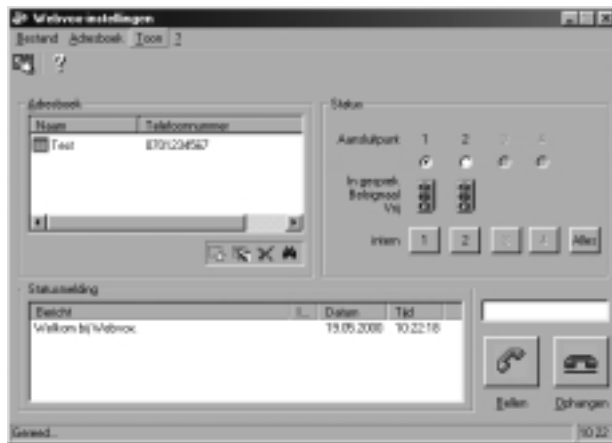 Webvox-instellingen
Bestand Adresboek Toon ?
Adresboek
Naam Telefoonnummer
Test 0701234567
Status
Aansluitpunt 1 2 3 4
In gesprek
Belsignaal
Vrij
intern 1 2 3 4 Alles
Statusmelding
Bericht I... Datum Tijd
Welkom bij Webvox. 19.05.2000 10:22:18
Bellen Ophangen
Gereed... 10:22